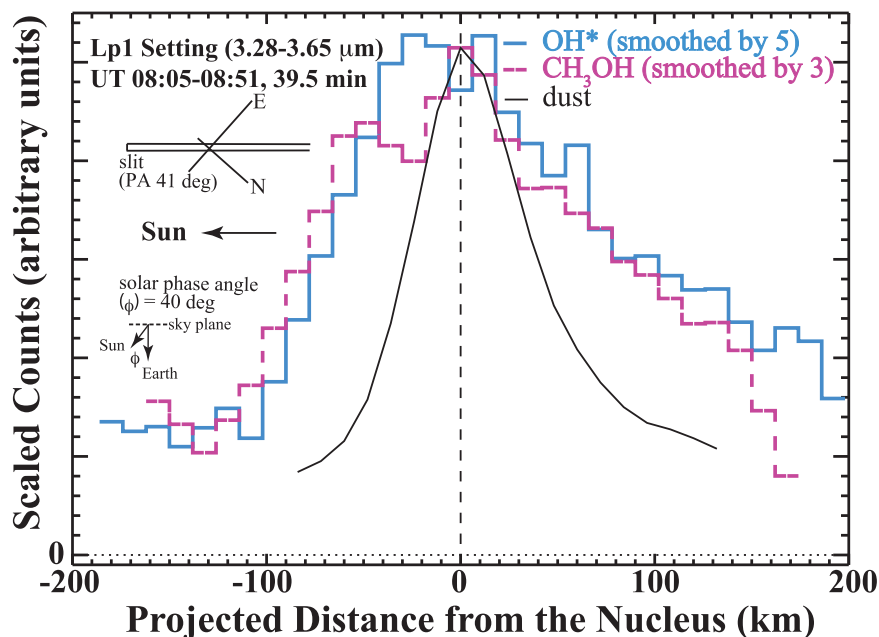 Lp1 Setting (3.28-3.65 μm)
UT 08:05-08:51, 39.5 min
OH* (smoothed by 5)
CH3OH (smoothed by 3)
dust
E
slit
(PA 41 deg)
N
Sun
solar phase angle
(ϕ) = 40 deg
sky plane
Sun
ϕ
Earth
Scaled Counts (arbitrary units)
0
-200 -100 0 100 200
Projected Distance from the Nucleus (km)